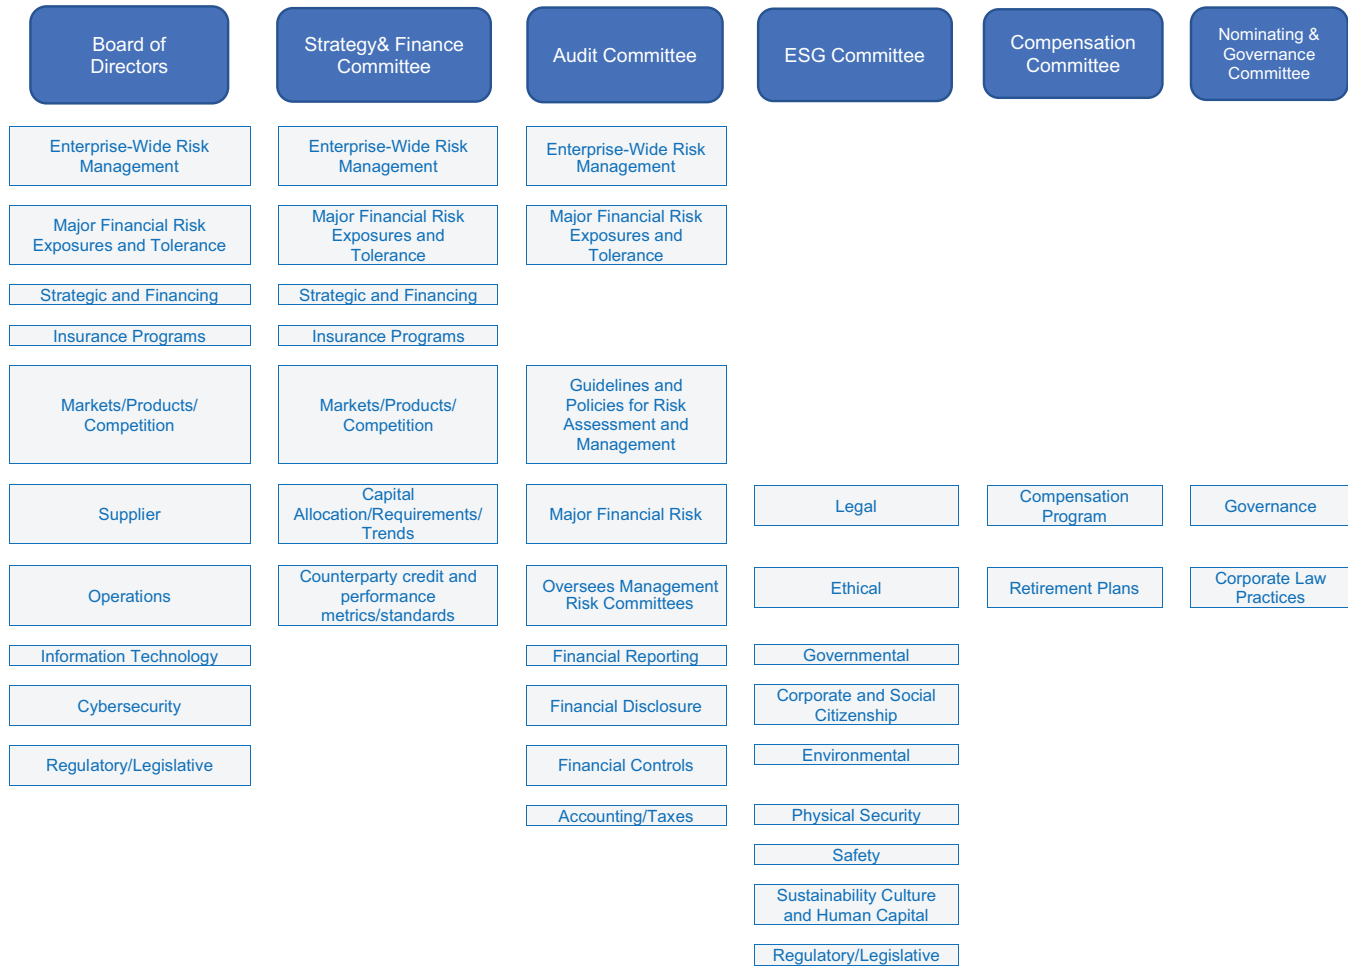 Board of
Directors
Strategy& Finance
Committee
Audit Committee
ESG Committee
Compensation
Committee
Nominating &
Governance
Committee
Enterprise-Wide Risk
Management
Enterprise-Wide Risk
Management
Enterprise-Wide Risk
Management
Major Financial Risk
Exposures and Tolerance
Major Financial Risk
Exposures and
Tolerance
Major Financial Risk
Exposures and
Tolerance
Strategic and Financing
Strategic and Financing
Insurance Programs
Insurance Programs
Markets/Products/
Competition
Markets/Products/
Competition
Guidelines and
Policies for Risk
Assessment and
Management
Supplier
Capital
Allocation/Requirements/
Trends
Major Financial Risk
Legal
Compensation
Program
Governance
Operations
Counterparty credit and
performance
metrics/standards
Oversees Management
Risk Committees
Ethical
Retirement Plans
Corporate Law
Practices
Information Technology
Financial Reporting
Governmental
Cybersecurity
Financial Disclosure
Corporate and Social
Citizenship
Regulatory/Legislative
Financial Controls
Environmental
Accounting/Taxes
Physical Security
Safety
Sustainability Culture
and Human Capital
Regulatory/Legislative